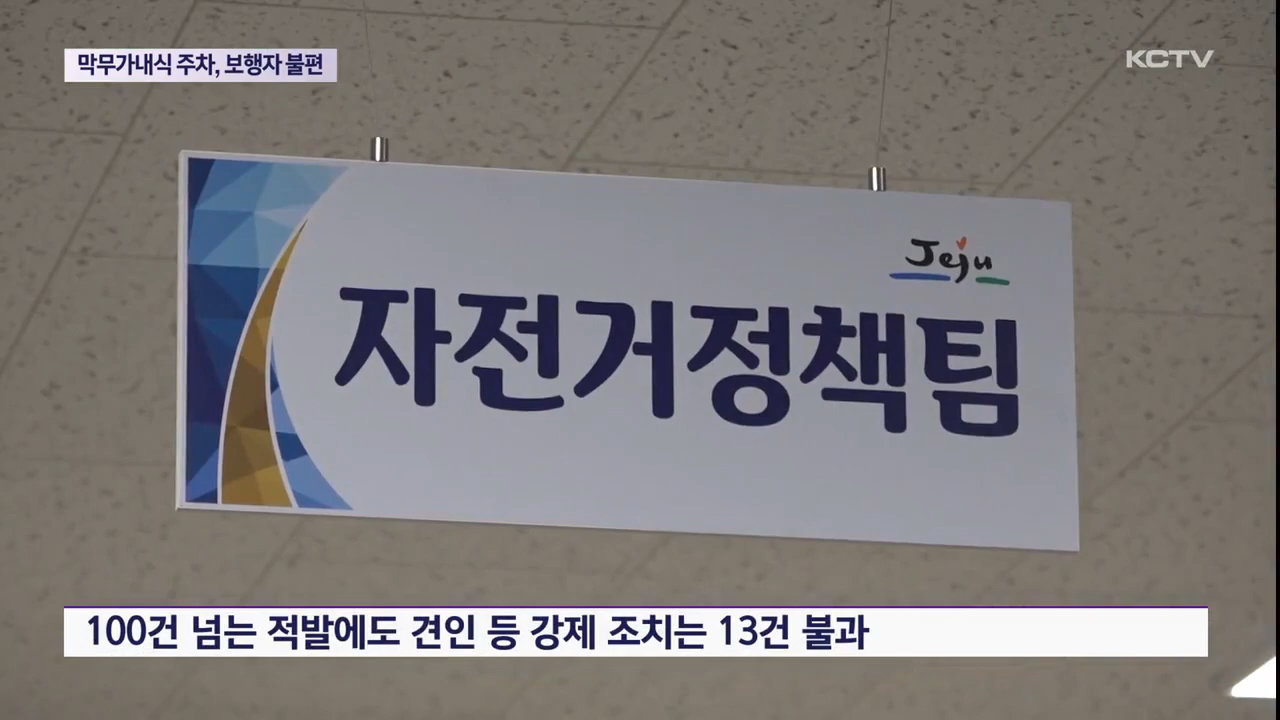 막무가내식 주차, 보행자 불편
KCTV
Jeju
자전거정책팀
100건 넘는 적발에도 견인 등 강제 조치는 13건 불과